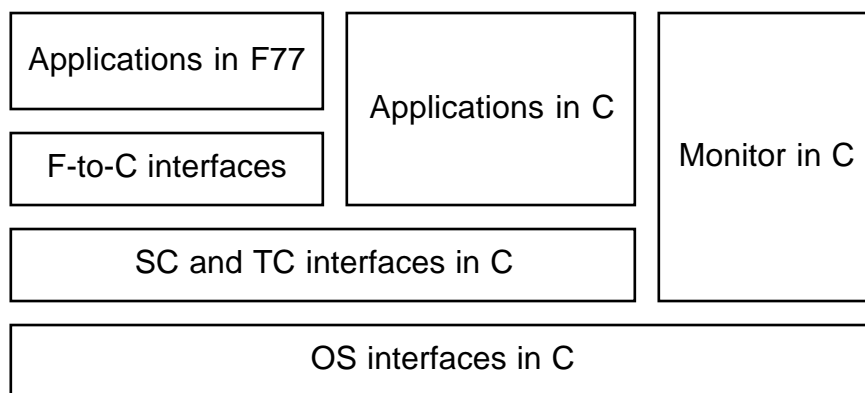 Applications in F77
Applications in C
Monitor in C
F-to-C interfaces
SC and TC interfaces in C
OS interfaces in C